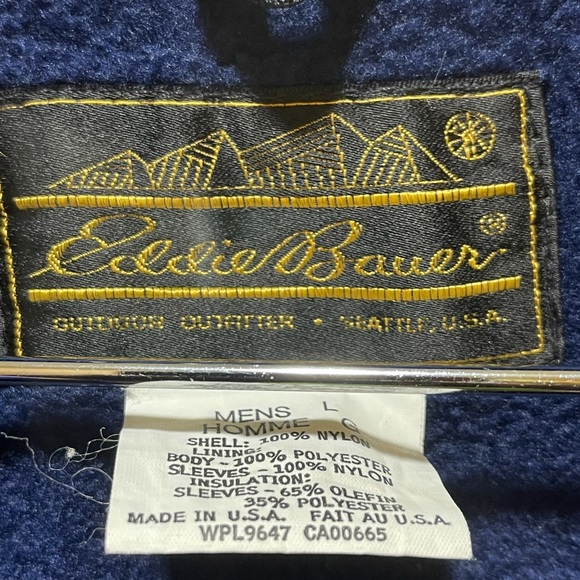 Eddie Bauer ®
OUTDOOR OUTFITTER • SEATTLE, U.S.A.
MENS L
HOMME G
SHELL: 100% NYLON
LINING:
BODY-100% POLYESTER
SLEEVES-100% NYLON
INSULATION:
SLEEVES-65% OLEFIN
35% POLYESTER
MADE IN U.S.A. FAIT AU U.S.A.
WPL9647 CA00665